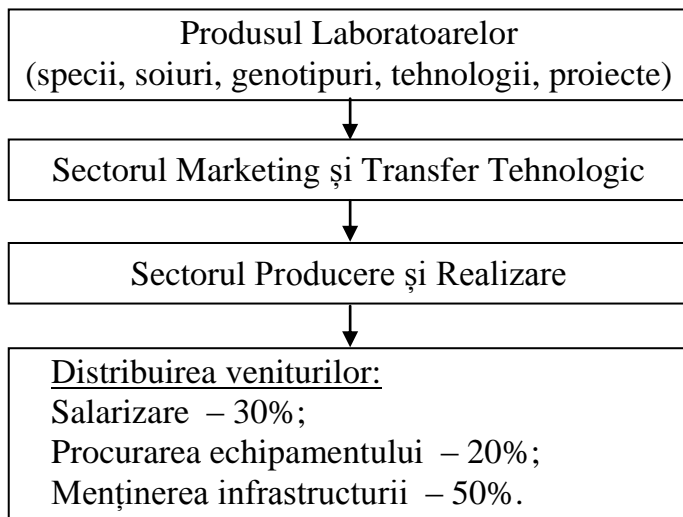 Produsul Laboratoarelor
(specii, soiuri, genotipuri, tehnologii, proiecte)
Sectorul Marketing și Transfer Tehnologic
Sectorul Producere și Realizare
Distribuirea veniturilor:
Salarizare – 30%;
Procurarea echipamentului – 20%;
Menținerea infrastructurii – 50%.